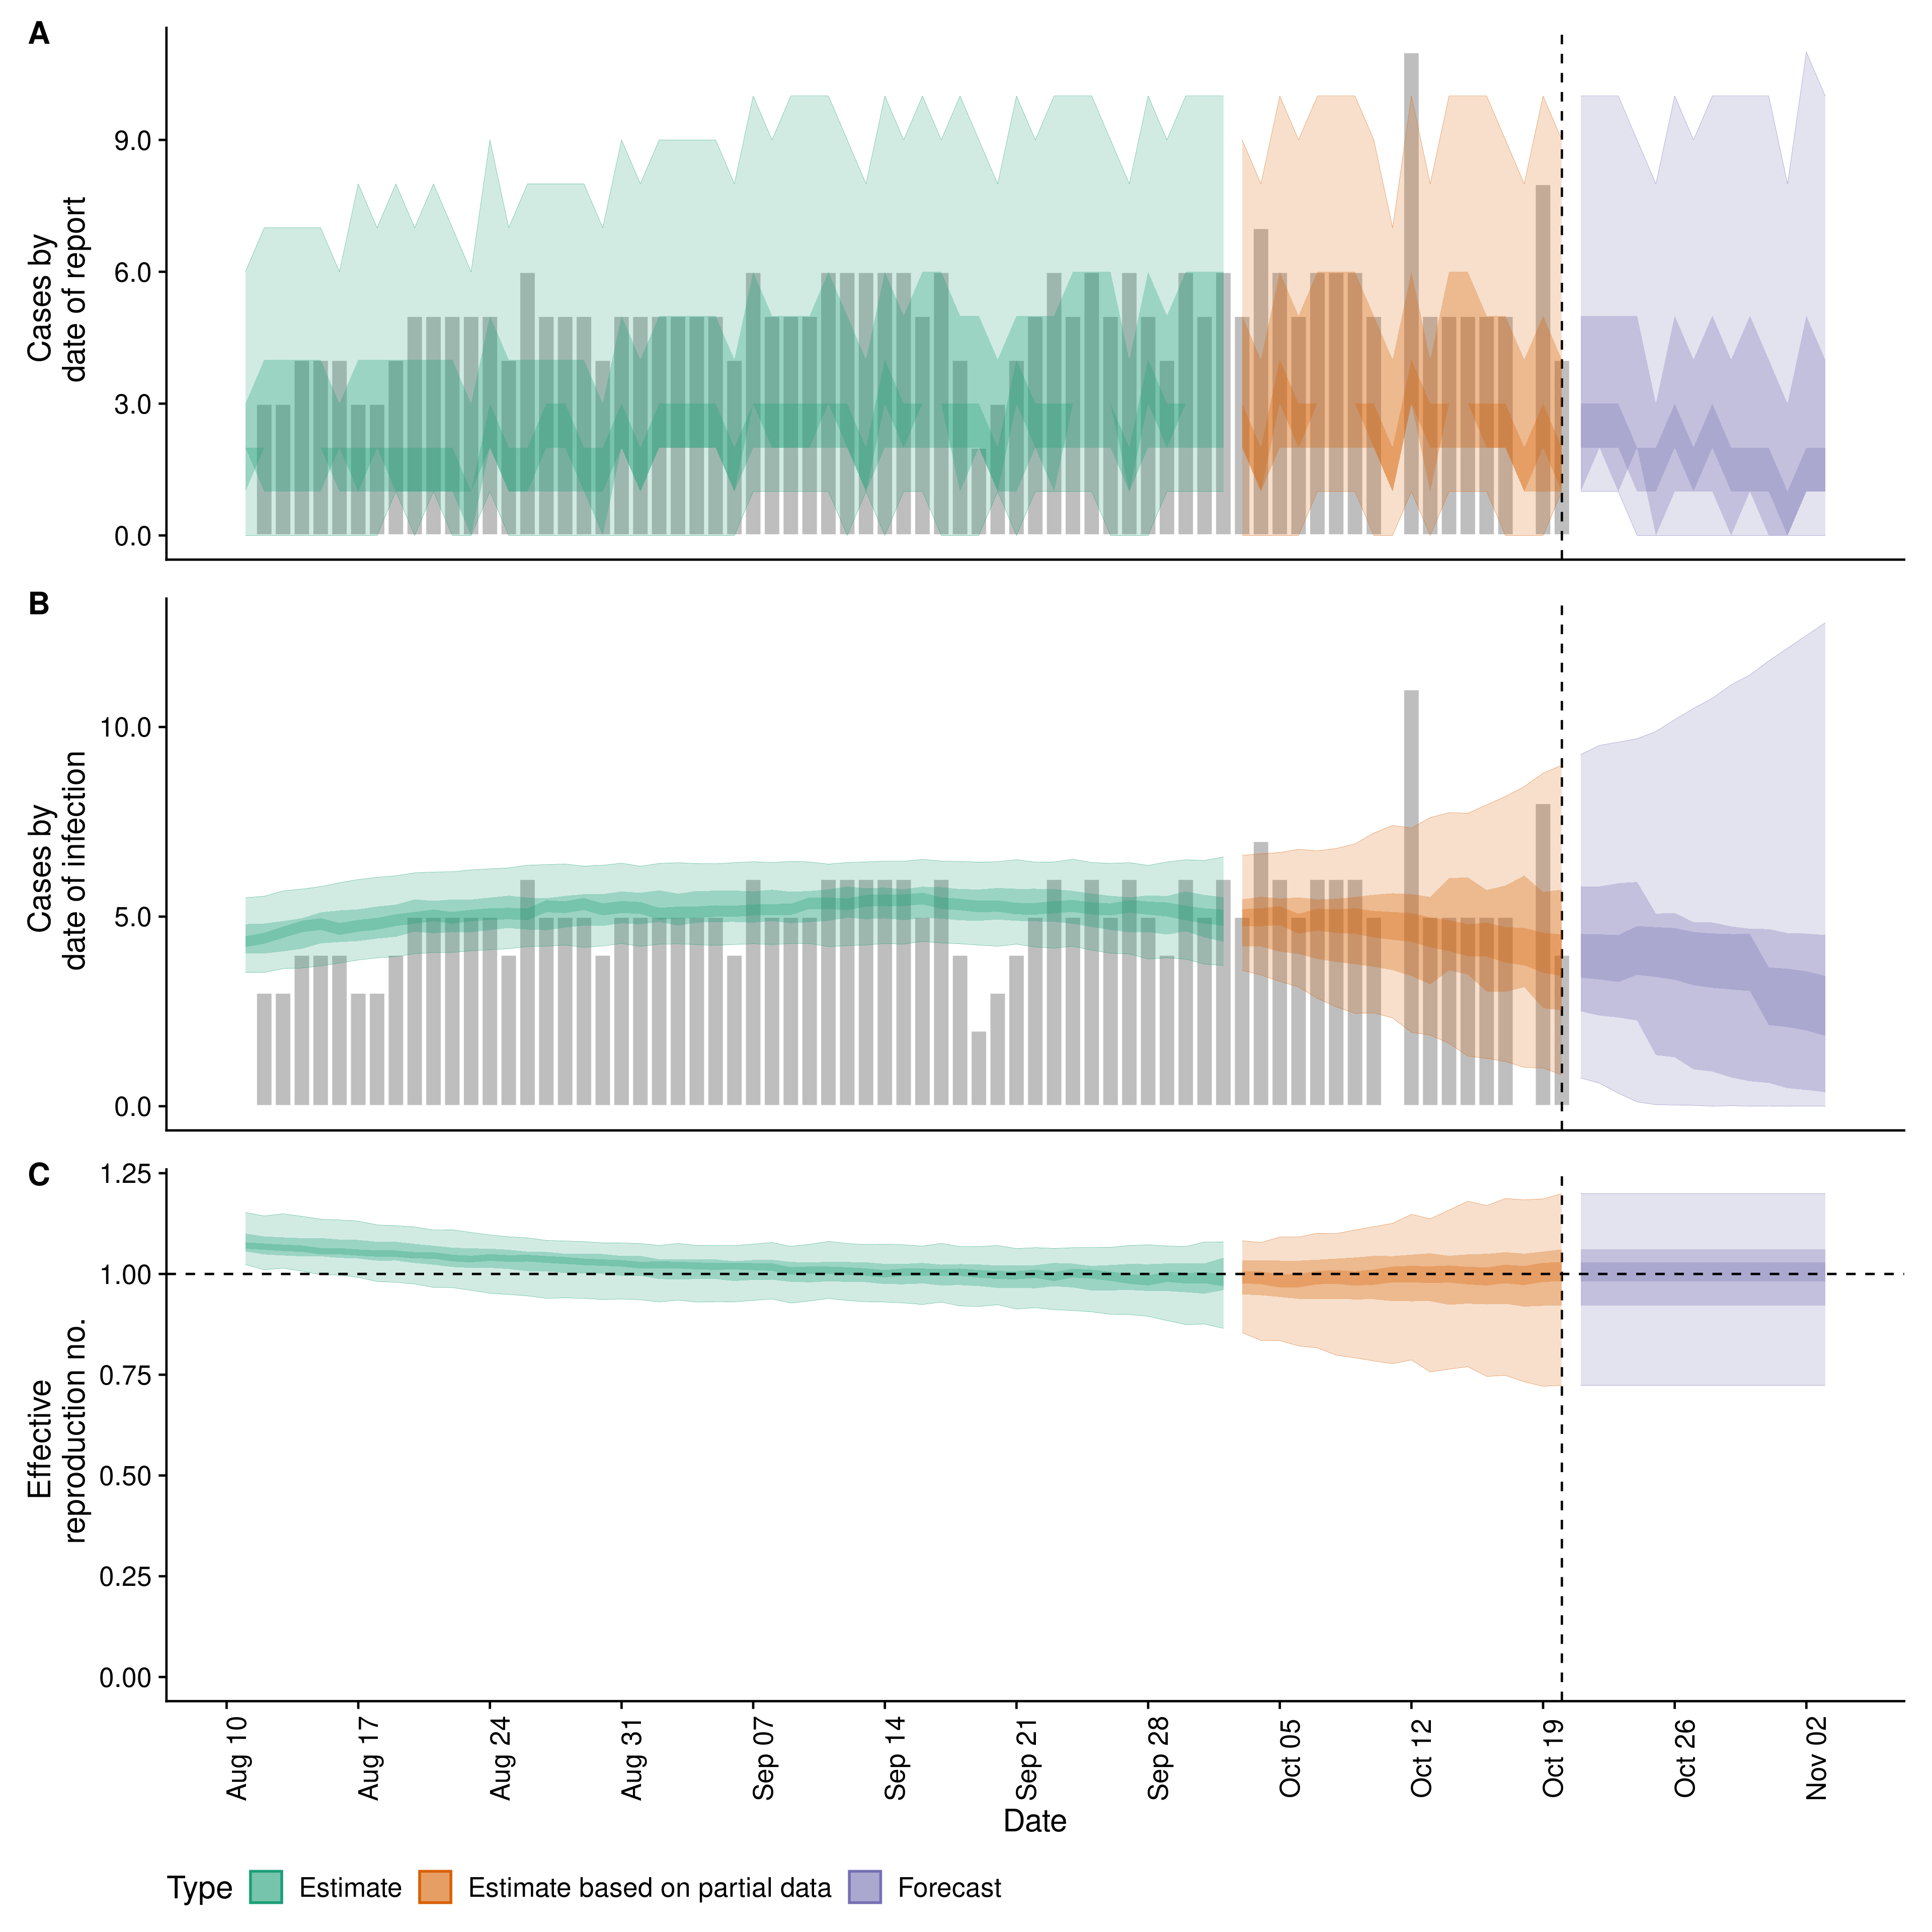 A
Cases by
date of report
9.0
6.0
3.0
0.0
B
Cases by
date of infection
10.0
5.0
0.0
C
Effective
reproduction no.
1.25
1.00
0.75
0.50
0.25
0.00
Aug 10
Aug 17
Aug 24
Aug 31
Sep 07
Sep 14
Sep 21
Sep 28
Oct 05
Oct 12
Oct 19
Oct 26
Nov 02
Date
Type Estimate Estimate based on partial data Forecast